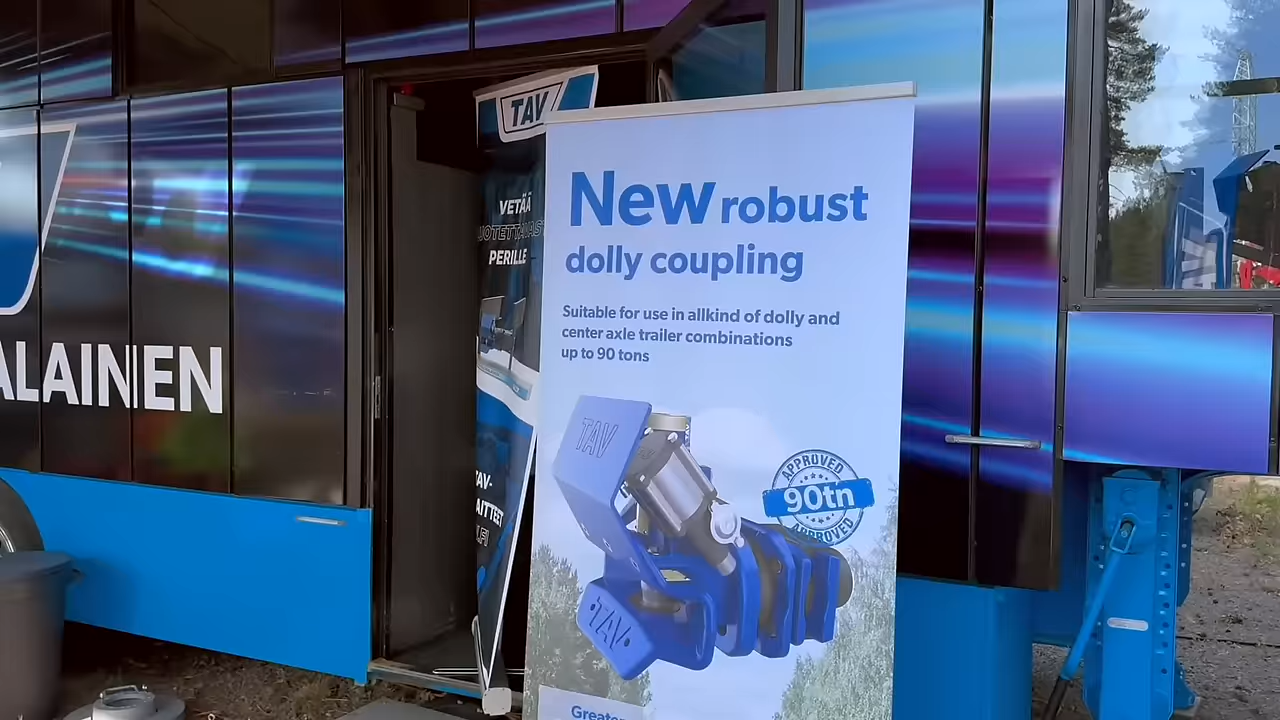 ALAINEN
TAV
VETÄÄ
PERILLE
New robust
dolly coupling
Suitable for use in allkind of dolly and
center axle trailer combinations
up to 90 tons
TAV
APPROVED
90tn
APPROVED
TAV
Greater